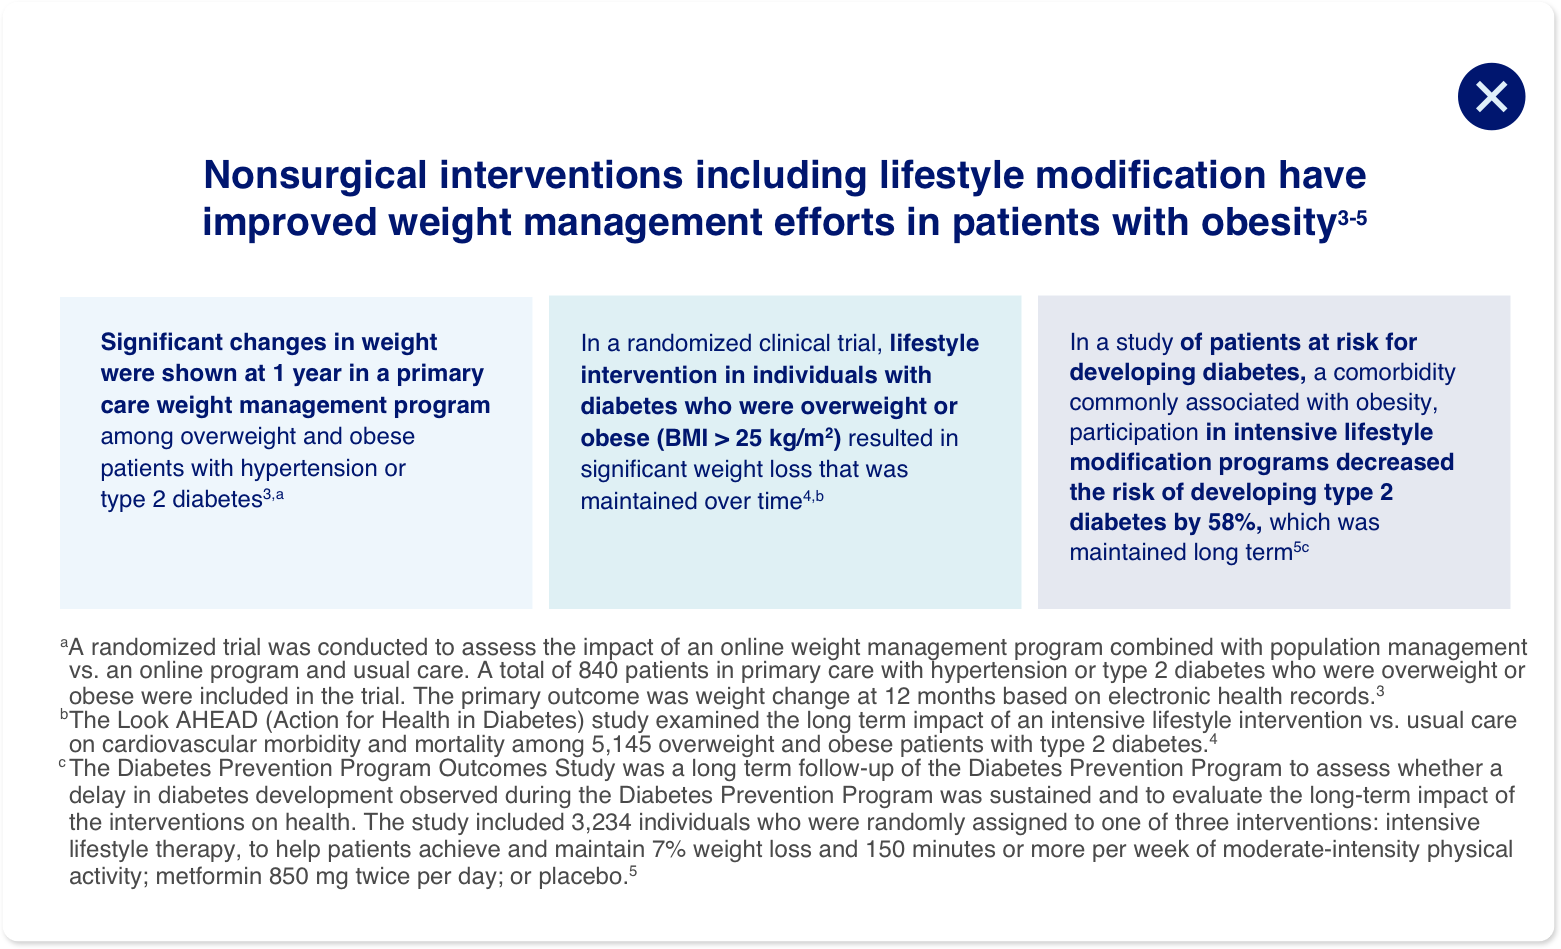 Nonsurgical interventions including lifestyle modification have
improved weight management efforts in patients with obesity³⁻⁵
Significant changes in weight
were shown at 1 year in a primary
care weight management program
among overweight and obese
patients with hypertension or
type 2 diabetes³,ᵃ
In a randomized clinical trial, lifestyle
intervention in individuals with
diabetes who were overweight or
obese (BMI > 25 kg/m²) resulted in
significant weight loss that was
maintained over time⁴,ᵇ
In a study of patients at risk for
developing diabetes, a comorbidity
commonly associated with obesity,
participation in intensive lifestyle
modification programs decreased
the risk of developing type 2
diabetes by 58%, which was
maintained long term⁵ᶜ
ᵃA randomized trial was conducted to assess the impact of an online weight management program combined with population management
vs. an online program and usual care. A total of 840 patients in primary care with hypertension or type 2 diabetes who were overweight or
obese were included in the trial. The primary outcome was weight change at 12 months based on electronic health records.³
ᵇThe Look AHEAD (Action for Health in Diabetes) study examined the long term impact of an intensive lifestyle intervention vs. usual care
on cardiovascular morbidity and mortality among 5,145 overweight and obese patients with type 2 diabetes.⁴
ᶜThe Diabetes Prevention Program Outcomes Study was a long term follow-up of the Diabetes Prevention Program to assess whether a
delay in diabetes development observed during the Diabetes Prevention Program was sustained and to evaluate the long-term impact of
the interventions on health. The study included 3,234 individuals who were randomly assigned to one of three interventions: intensive
lifestyle therapy, to help patients achieve and maintain 7% weight loss and 150 minutes or more per week of moderate-intensity physical
activity; metformin 850 mg twice per day; or placebo.⁵